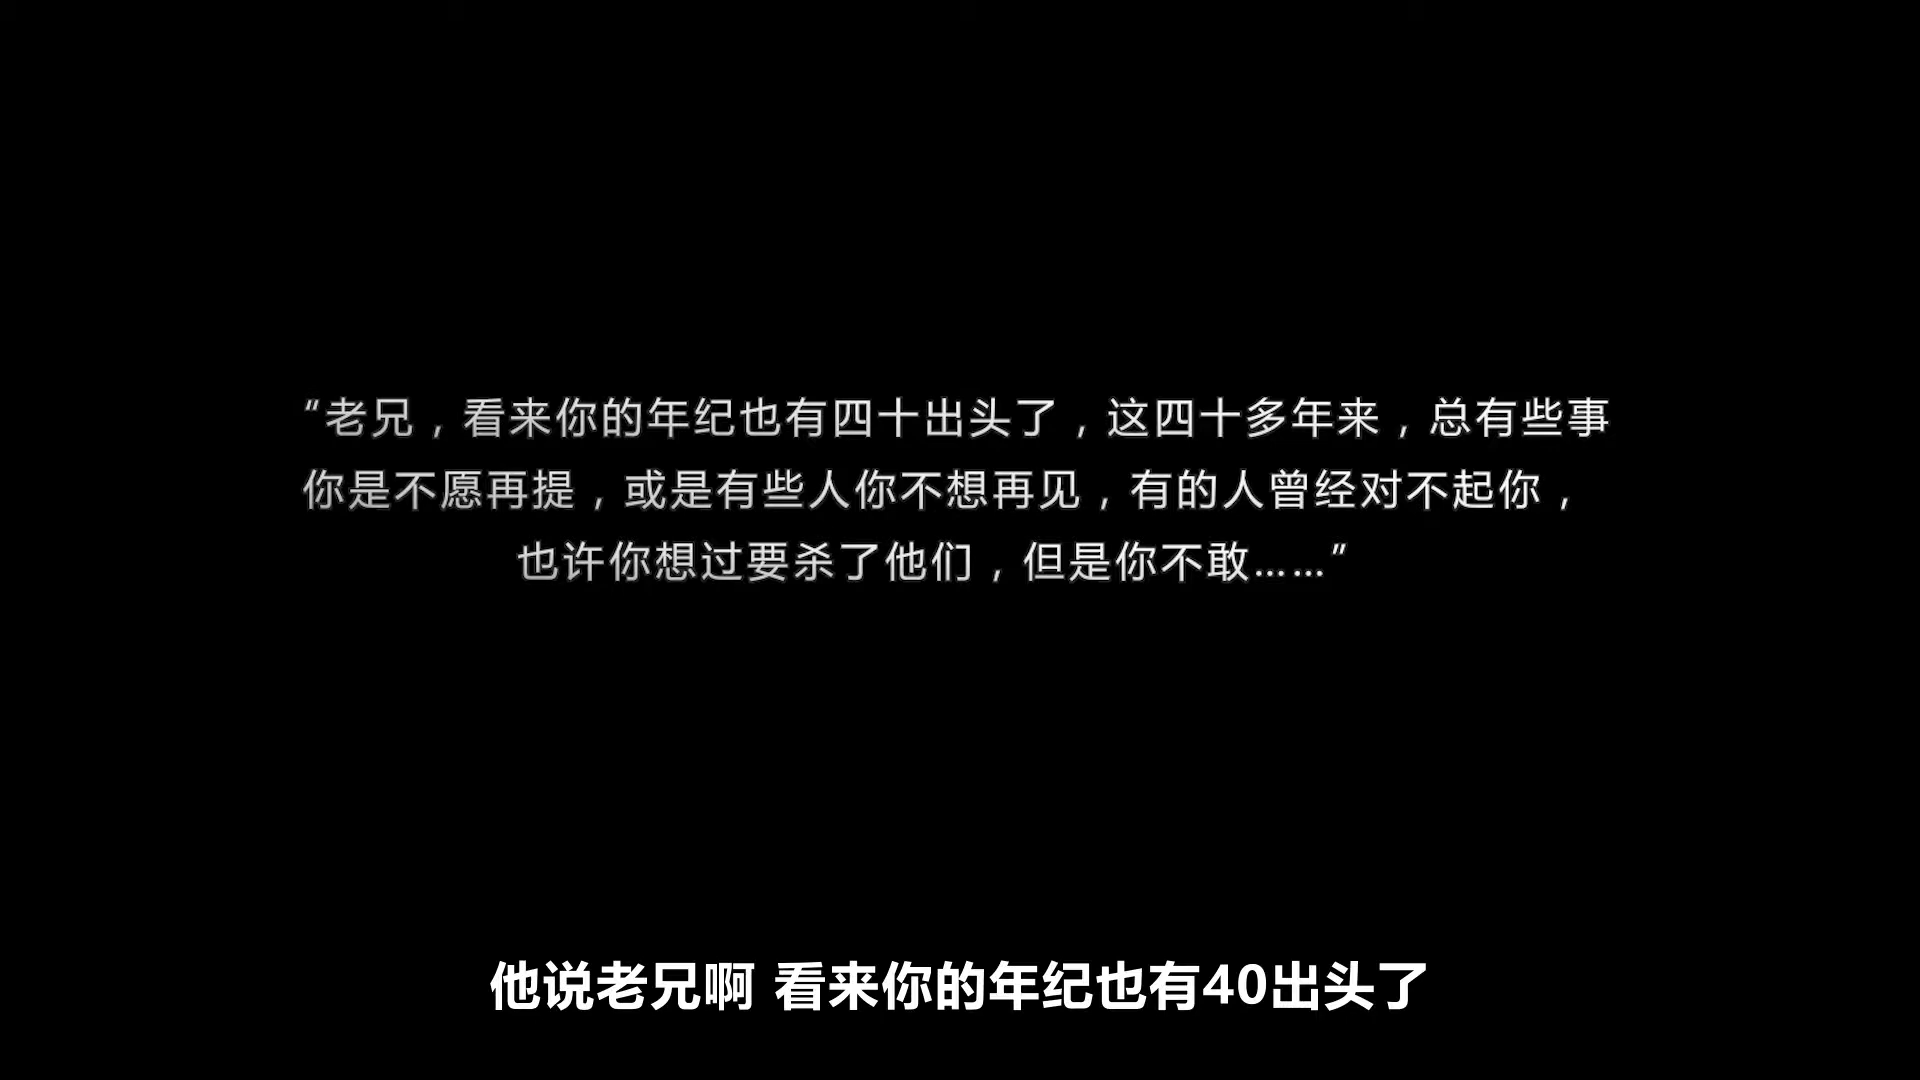 “老兄，看来你的年纪也有四十出头了，这四十多年来，总有些事
你是不愿再提，或是有些人你不想再见，有的人曾经对不起你，
也许你想过要杀了他们，但是你不敢……”
他说老兄啊 看来你的年纪也有40出头了